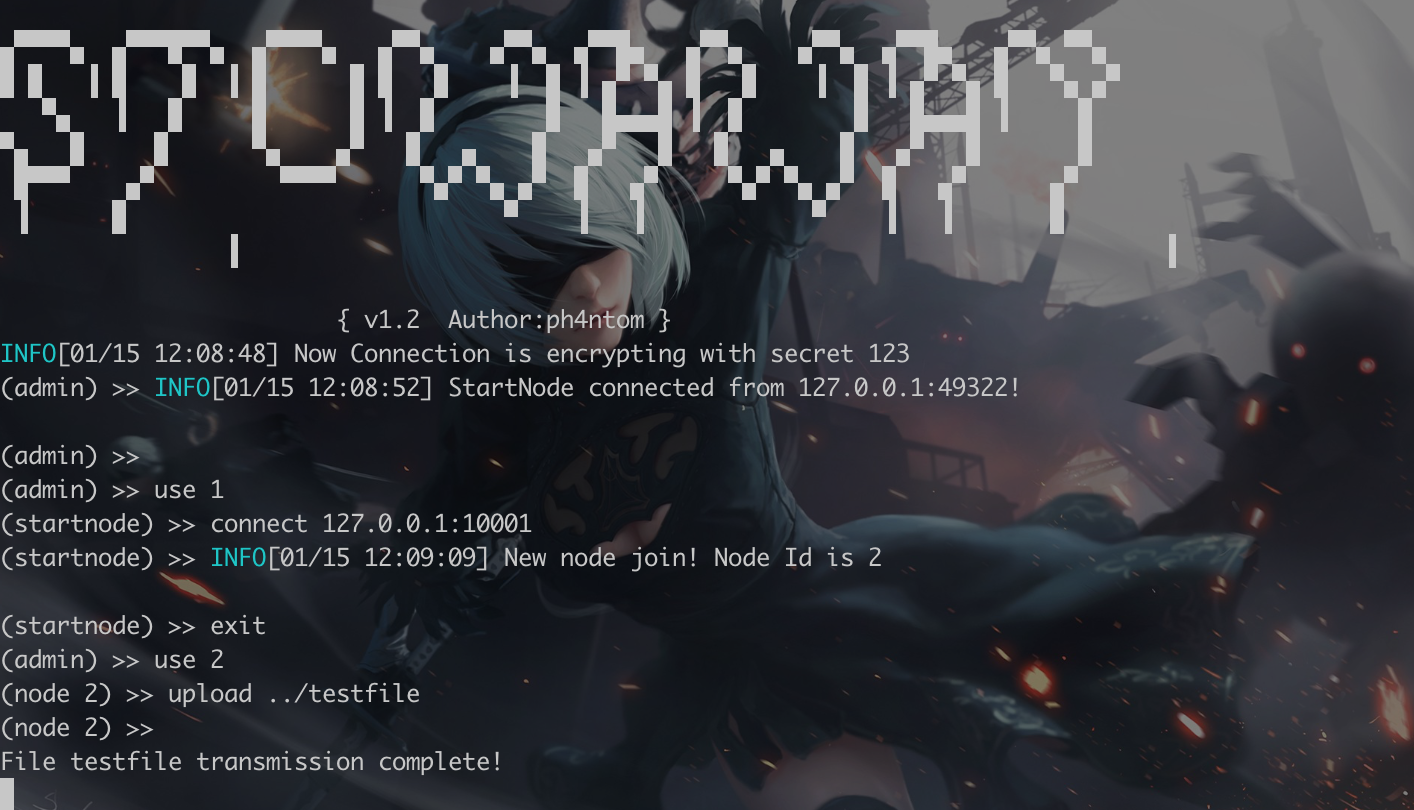 STOWAWAY
{ v1.2  Author:ph4ntom }
INFO[01/15 12:08:48] Now Connection is encrypting with secret 123
(admin) >> INFO[01/15 12:08:52] StartNode connected from 127.0.0.1:49322!
(admin) >>
(admin) >> use 1
(startnode) >> connect 127.0.0.1:10001
(startnode) >> INFO[01/15 12:09:09] New node join! Node Id is 2
(startnode) >> exit
(admin) >> use 2
(node 2) >> upload ../testfile
(node 2) >>
File testfile transmission complete!